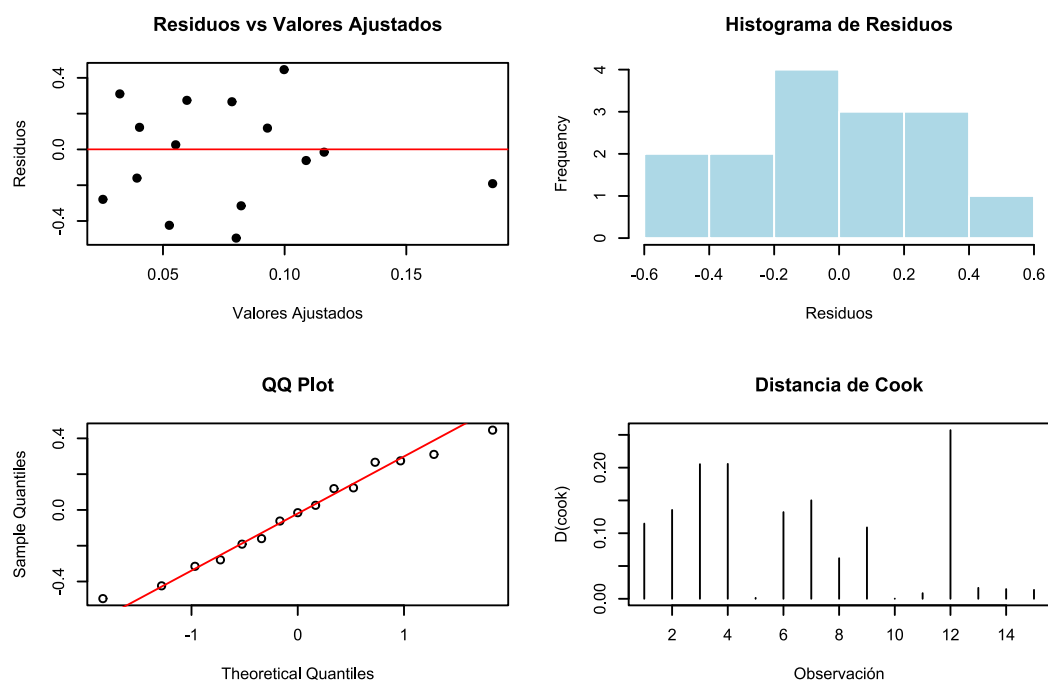 Residuos vs Valores Ajustados
Residuos
0.4
0.0
-0.4
0.05 0.10 0.15
Valores Ajustados
Histograma de Residuos
Frequency
4
3
2
1
0
-0.6 -0.4 -0.2 0.0 0.2 0.4 0.6
Residuos
QQ Plot
Sample Quantiles
0.4
0.0
-0.4
-1 0 1
Theoretical Quantiles
Distancia de Cook
D(cook)
0.20
0.10
0.00
2 4 6 8 10 12 14
Observación